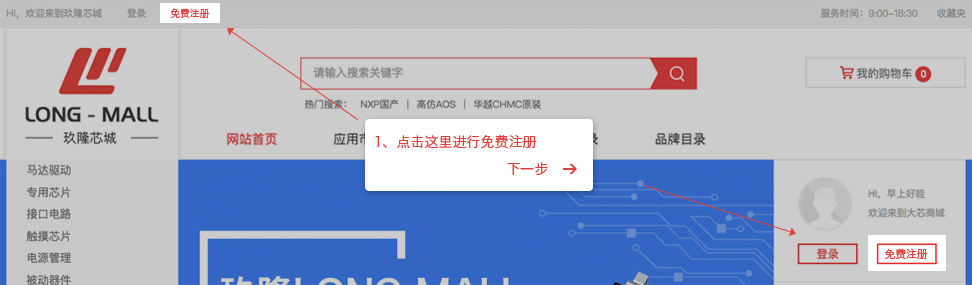 Hi，欢迎来到玖隆芯城 登录 免费注册 服务时间：9:00-18:30 收藏夹
LONG - MALL
玖隆芯城
请输入搜索关键字
我的购物车 0
热门搜索： NXP国产 | 高仿AOS | 华越CHMC原装
网站首页 应用市 录 品牌目录
1、点击这里进行免费注册
下一步
马达驱动
专用芯片
接口电路
触摸芯片
电源管理
被动器件
玖隆LONG-MALL
Hi，早上好哇
欢迎来到大芯商城
登录 免费注册